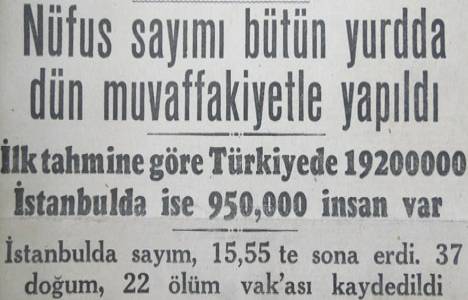 Nüfus sayımı bütün yurdda
dün muvaffakiyetle yapıldı
İlk tahmine göre Türkiyede 19200000
İstanbulda ise 950,000 insan var
İstanbulda sayım, 15,55 te sona erdi. 37
doğum, 22 ölüm vak'ası kaydedildi